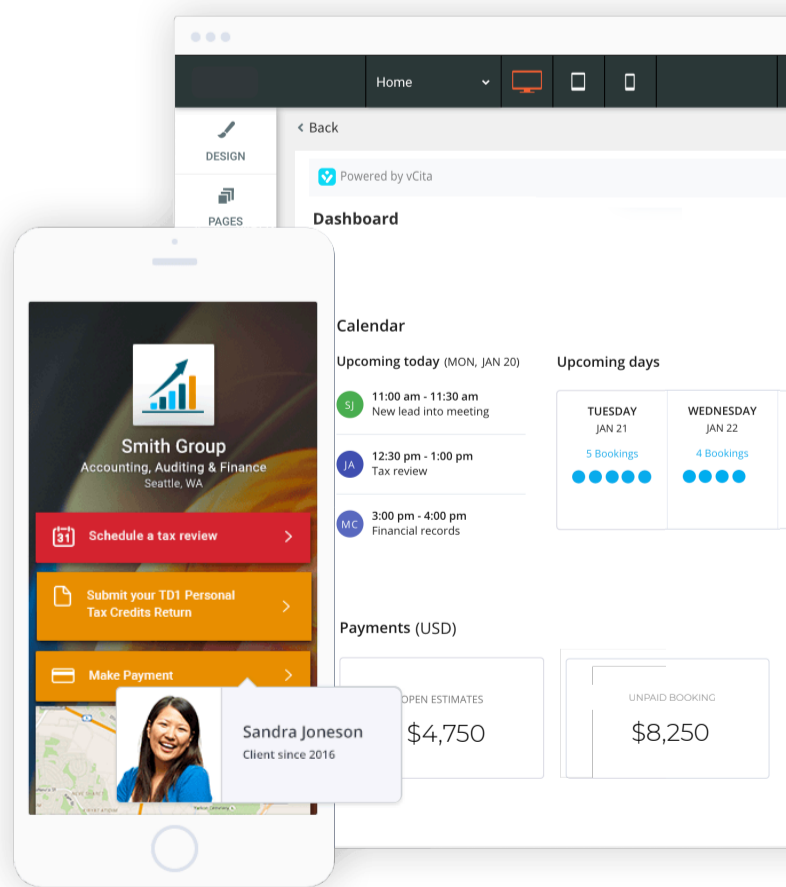 Home
DESIGN
PAGES
Back
Powered by vCita
Dashboard
Calendar
Upcoming today (MON, JAN 20)
SJ
11:00 am - 11:30 am
New lead into meeting
JA
12:30 pm - 1:00 pm
Tax review
MC
3:00 pm - 4:00 pm
Financial records
Upcoming days
TUESDAY
JAN 21
5 Bookings
WEDNESDAY
JAN 22
4 Bookings
Payments (USD)
OPEN ESTIMATES
$4,750
UNPAID BOOKING
$8,250
Smith Group
Accounting, Auditing & Finance
Seattle, WA
31
Schedule a tax review
Submit your TD1 Personal
Tax Credits Return
Make Payment
Sandra Joneson
Client since 2016